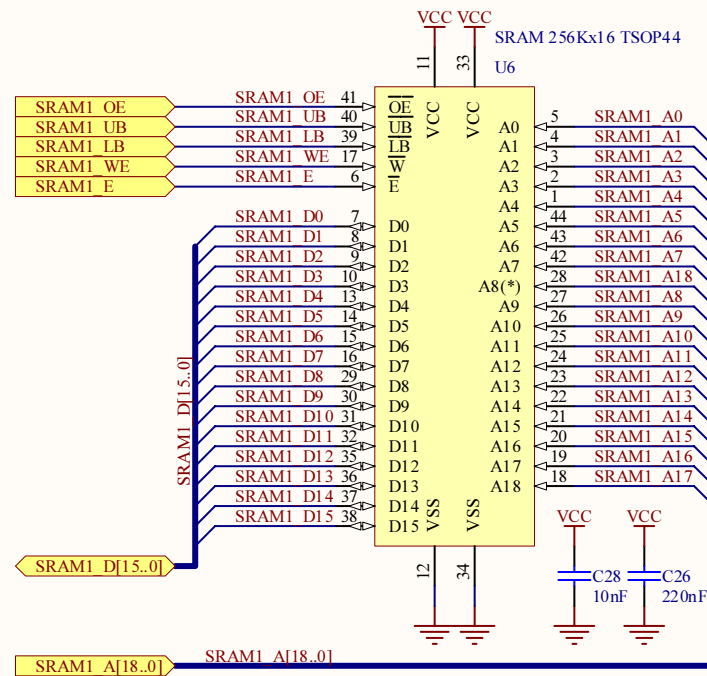 VCC VCC
SRAM 256Kx16 TSOP44
U6
11 33
VCC VCC
SRAM1_OE SRAM1_OE 41 OE
SRAM1_UB SRAM1_UB 40 UB
SRAM1_LB SRAM1_LB 39 LB
SRAM1_WE SRAM1_WE 17 W
SRAM1_E SRAM1_E 6 E
A0 5 SRAM1_A0
A1 4 SRAM1_A1
A2 3 SRAM1_A2
A3 2 SRAM1_A3
A4 1 SRAM1_A4
A5 44 SRAM1_A5
A6 43 SRAM1_A6
A7 42 SRAM1_A7
A8(*) 28 SRAM1_A18
A9 27 SRAM1_A8
A10 26 SRAM1_A9
A11 25 SRAM1_A10
A12 24 SRAM1_A11
A13 23 SRAM1_A12
A14 22 SRAM1_A13
A15 21 SRAM1_A14
A16 20 SRAM1_A15
A17 19 SRAM1_A16
A18 18 SRAM1_A17
SRAM1_D0 7 D0
SRAM1_D1 8 D1
SRAM1_D2 9 D2
SRAM1_D3 10 D3
SRAM1_D4 13 D4
SRAM1_D5 14 D5
SRAM1_D6 15 D6
SRAM1_D7 16 D7
SRAM1_D8 29 D8
SRAM1_D9 30 D9
SRAM1_D10 31 D10
SRAM1_D11 32 D11
SRAM1_D12 35 D12
SRAM1_D13 36 D13
SRAM1_D14 37 D14
SRAM1_D15 38 D15
SRAM1_D[15..0]
VSS VSS
12 34
SRAM1_D[15..0]
VCC VCC
C28 C26
10nF 220nF
SRAM1_A[18..0] SRAM1_A[18..0]